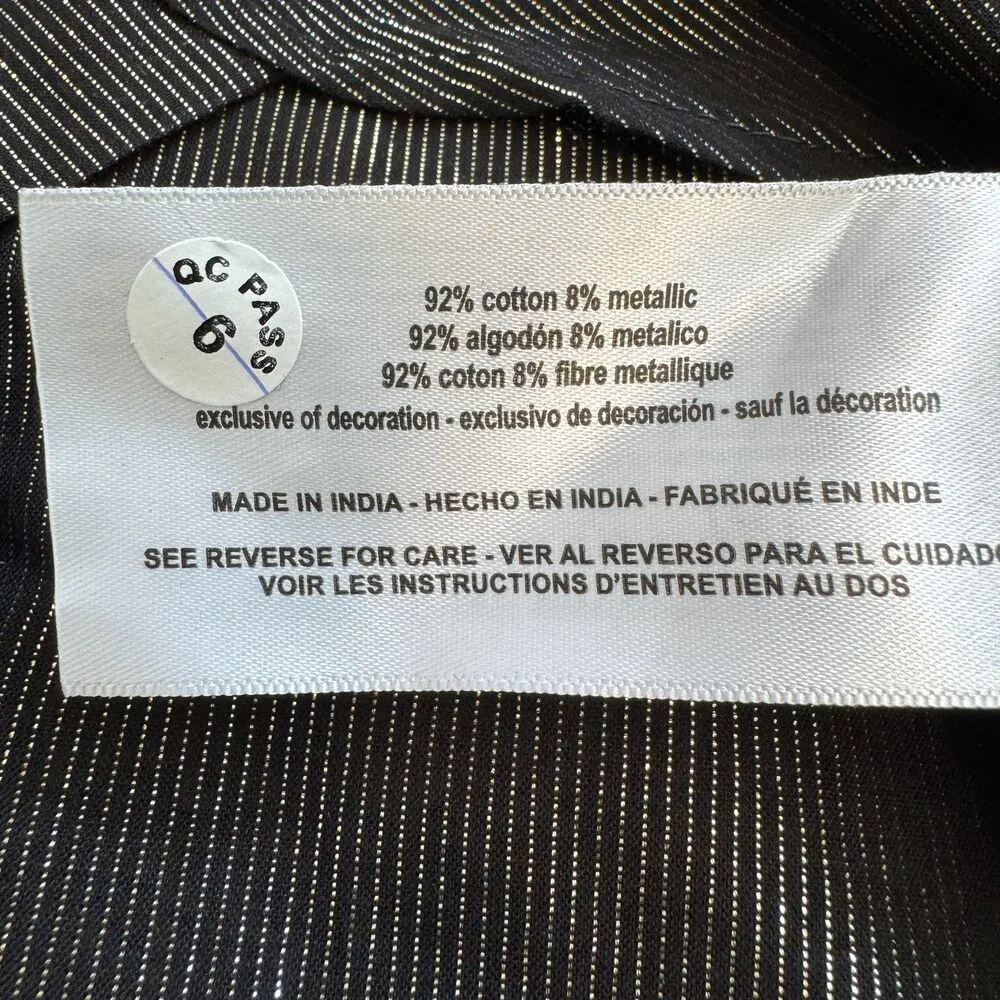 QC PASS
6
92% cotton 8% metallic
92% algodón 8% metalico
92% coton 8% fibre metallique
exclusive of decoration - exclusivo de decoración - sauf la décoration
MADE IN INDIA - HECHO EN INDIA - FABRIQUÉ EN INDE
SEE REVERSE FOR CARE - VER AL REVERSO PARA EL CUIDADO
VOIR LES INSTRUCTIONS D'ENTRETIEN AU DOS